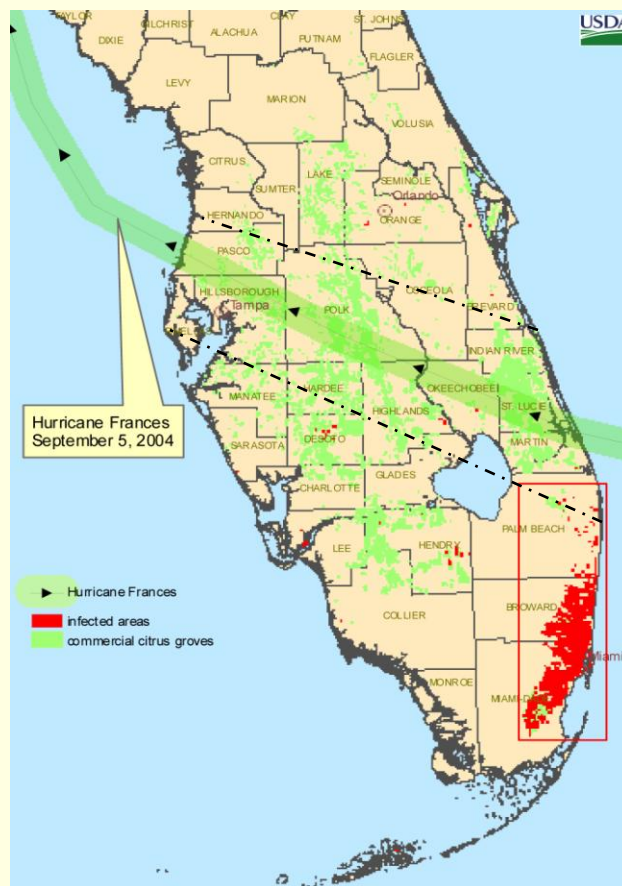 USDA
TAYLOR
GILCHRIST
ALACHUA
CLAY
ST. JOHNS
DIXIE
PUTNAM
FLAGLER
LEVY
MARION
VOLUSIA
CITRUS
LAKE
SUMTER
SEMINOLE
Orlando
HERNANDO
ORANGE
PASCO
HILLSBOROUGH
Tampa
POLK
OSCEOLA
BREVARD
INDIAN RIVER
MANATEE
HARDEE
HIGHLANDS
OKEECHOBEE
ST. LUCIE
SARASOTA
DESOTO
MARTIN
CHARLOTTE
GLADES
LEE
HENDRY
PALM BEACH
COLLIER
BROWARD
MONROE
MIAMI-D
Miami
Hurricane Frances
September 5, 2004
Hurricane Frances
infected areas
commercial citrus groves